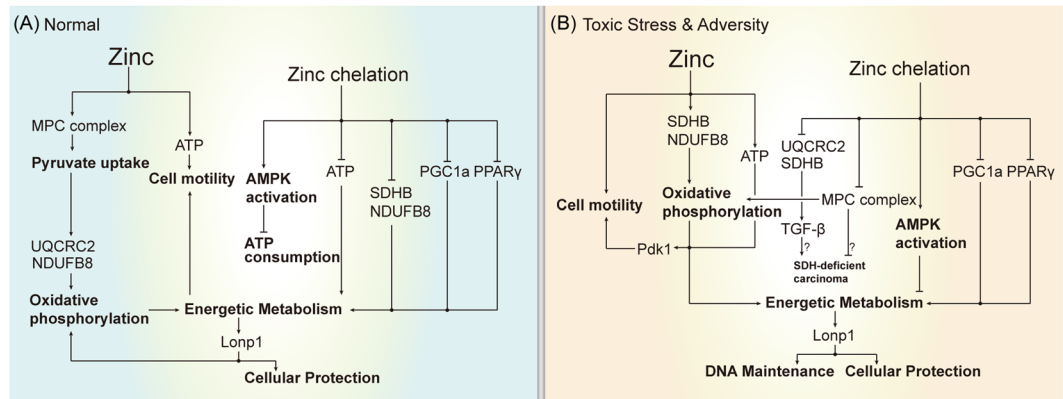 (A) Normal
Zinc
Zinc chelation
MPC complex
Pyruvate uptake
ATP
Cell motility
AMPK
activation
ATP
consumption
ATP
SDHB
NDUFB8
PGC1a PPARγ
UQCRC2
NDUFB8
Oxidative
phosphorylation
Energetic Metabolism
Lonp1
Cellular Protection
(B) Toxic Stress & Adversity
Zinc
Zinc chelation
SDHB
NDUFB8
ATP
UQCRC2
SDHB
PGC1a PPARγ
Cell motility
Oxidative
phosphorylation
MPC complex
TGF-β
AMPK
activation
Pdk1
?
?
SDH-deficient
carcinoma
Energetic Metabolism
Lonp1
DNA Maintenance Cellular Protection